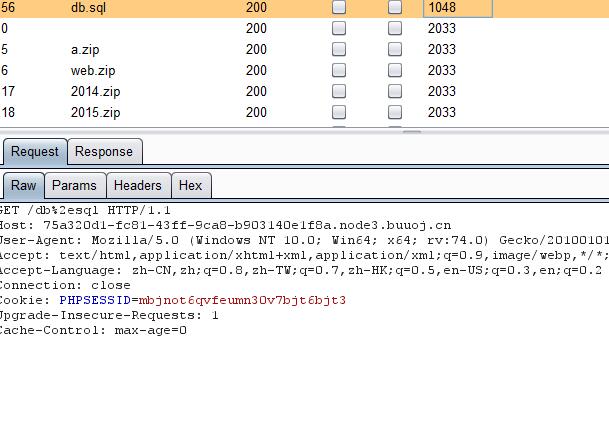 56 db.sql 200 1048
0 200 2033
5 a.zip 200 2033
6 web.zip 200 2033
17 2014.zip 200 2033
18 2015.zip 200 2033
Request Response
Raw Params Headers Hex
GET /db%2esql HTTP/1.1
Host: 75a320d1-fc81-43ff-9ca8-b903140e1f8a.node3.buuoj.cn
User-Agent: Mozilla/5.0 (Windows NT 10.0; Win64; x64; rv:74.0) Gecko/20100101
Accept: text/html,application/xhtml+xml,application/xml;q=0.9,image/webp,*/*;
Accept-Language: zh-CN,zh;q=0.8,zh-TW;q=0.7,zh-HK;q=0.5,en-US;q=0.3,en;q=0.2
Connection: close
Cookie: PHPSESSID=mbjnot6qvfeumn30v7bjt6bjt3
Upgrade-Insecure-Requests: 1
Cache-Control: max-age=0